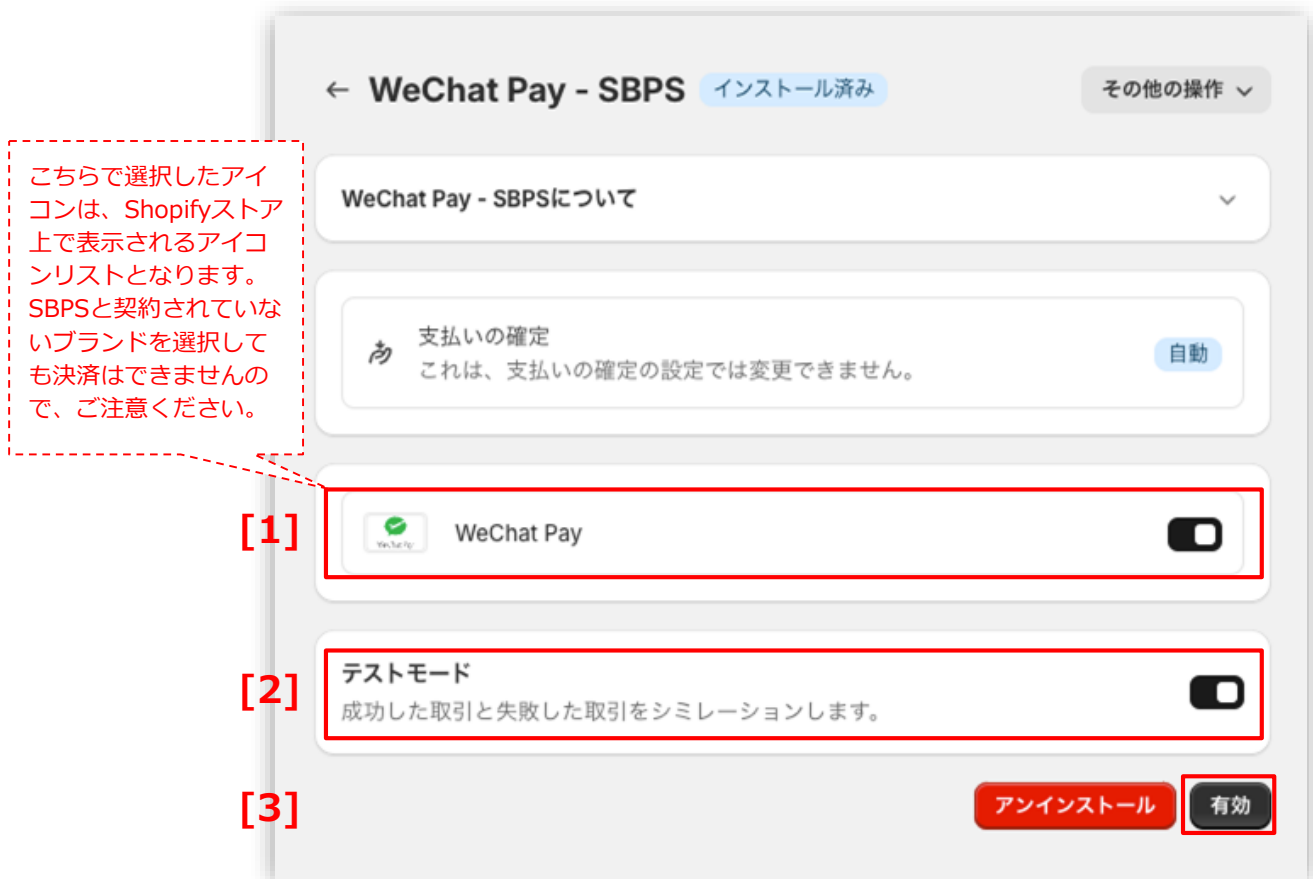 ← WeChat Pay - SBPS インストール済み その他の操作
こちらで選択したアイ
コンは、Shopifyストア
上で表示されるアイコ
ンリストとなります。
SBPSと契約されていな
いブランドを選択して
も決済はできませんの
で、ご注意ください。
WeChat Pay - SBPSについて
支払いの確定
これは、支払いの確定の設定では変更できません。
自動
[1]
WeChat Pay
WeChat Pay
[2]
テストモード
成功した取引と失敗した取引をシミレーションします。
[3]
アンインストール 有効